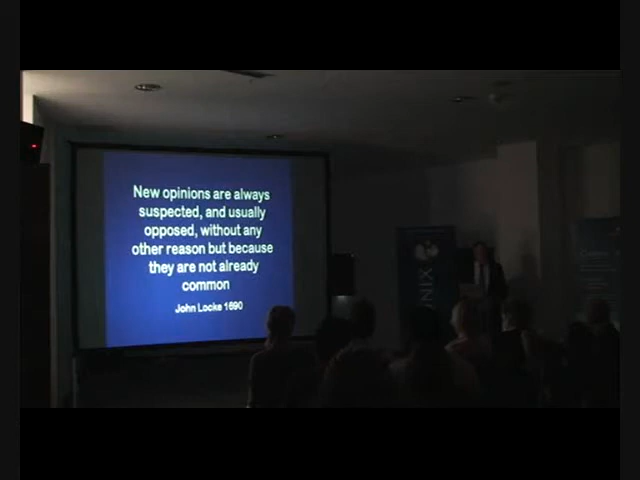 New opinions are always
suspected, and usually
opposed, without any
other reason but because
they are not already
common
John Locke 1690
NIX